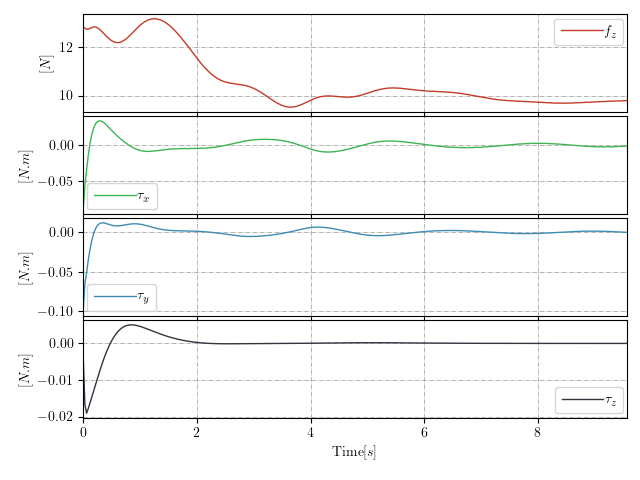 12
10
[N]
f_z
0.00
−0.05
[N.m]
τ_x
0.00
−0.05
−0.10
[N.m]
τ_y
0.00
−0.01
−0.02
[N.m]
τ_z
0 2 4 6 8
Time[s]